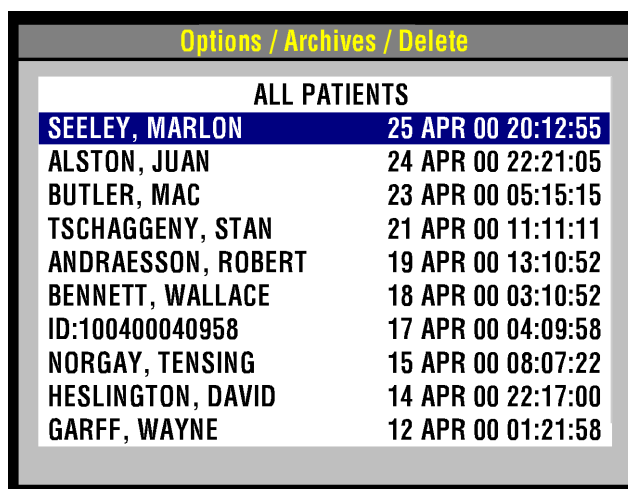 Options / Archives / Delete
ALL PATIENTS
SEELEY, MARLON 25 APR 00 20:12:55
ALSTON, JUAN 24 APR 00 22:21:05
BUTLER, MAC 23 APR 00 05:15:15
TSCHAGGENY, STAN 21 APR 00 11:11:11
ANDRAESSON, ROBERT 19 APR 00 13:10:52
BENNETT, WALLACE 18 APR 00 03:10:52
ID:100400040958 17 APR 00 04:09:58
NORGAY, TENSING 15 APR 00 08:07:22
HESLINGTON, DAVID 14 APR 00 22:17:00
GARFF, WAYNE 12 APR 00 01:21:58